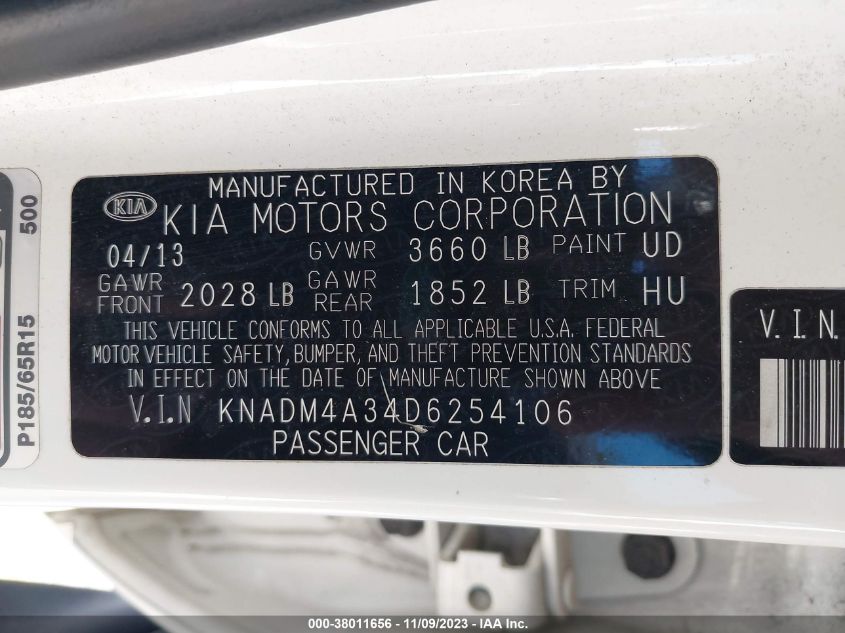 MANUFACTURED IN KOREA BY
KIA
KIA MOTORS CORPORATION
04/13 GVWR 3660 LB PAINT UD
GAWR FRONT 2028 LB GAWR REAR 1852 LB TRIM HU
THIS VEHICLE CONFORMS TO ALL APPLICABLE U.S.A. FEDERAL
MOTOR VEHICLE SAFETY, BUMPER, AND THEFT PREVENTION STANDARDS
IN EFFECT ON THE DATE OF MANUFACTURE SHOWN ABOVE
V.I.N KNADM4A34D6254106
PASSENGER CAR
P185/65R15 500
V.I.N.
000-38011656 - 11/09/2023 - IAA Inc.